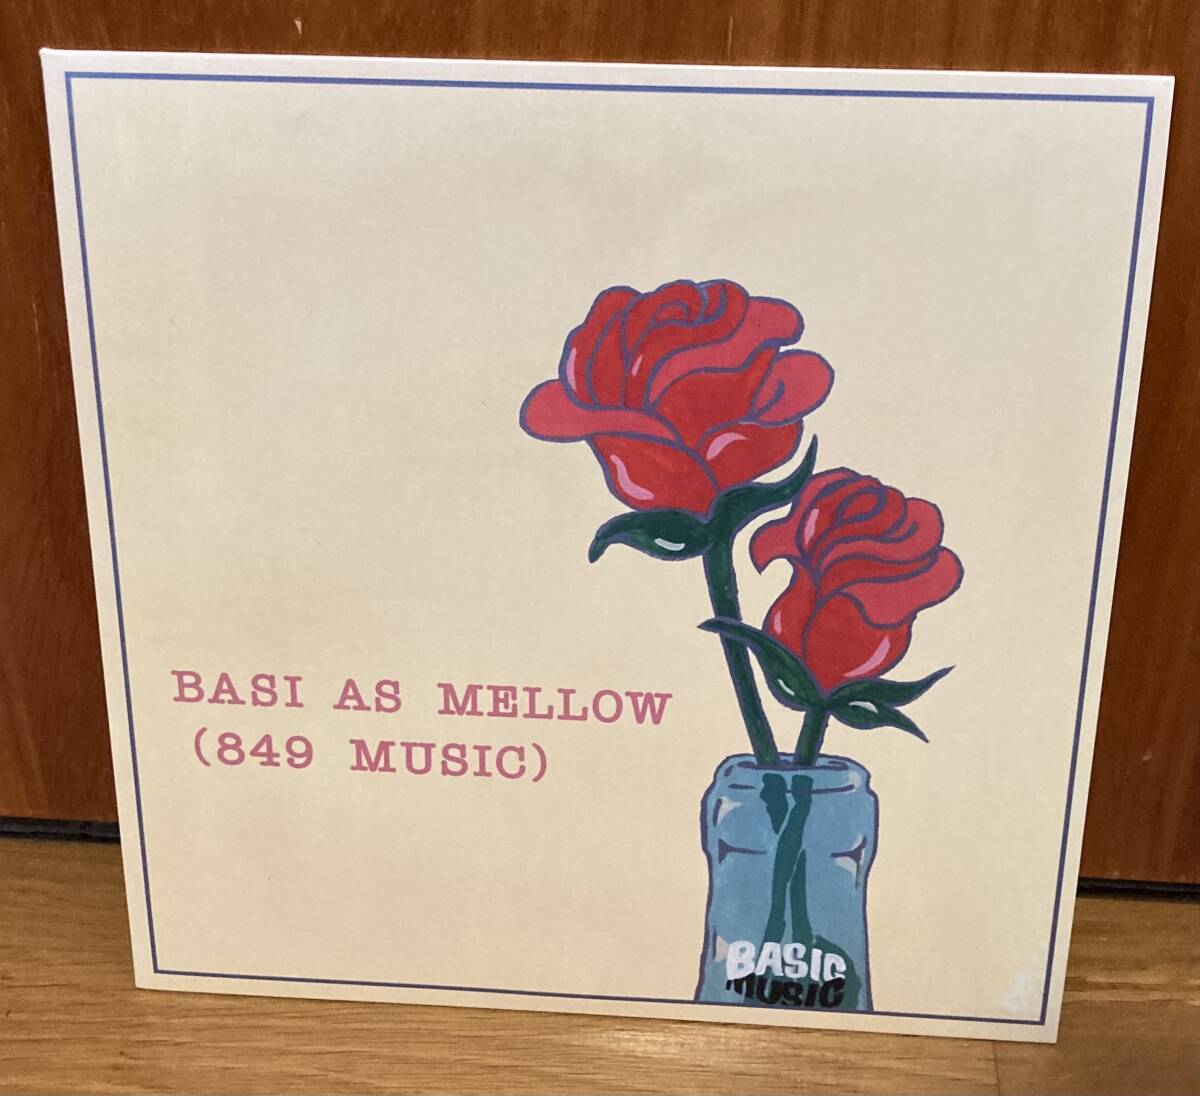 BASI AS MELLOW
(849 MUSIC)
BASIC
MUSIC